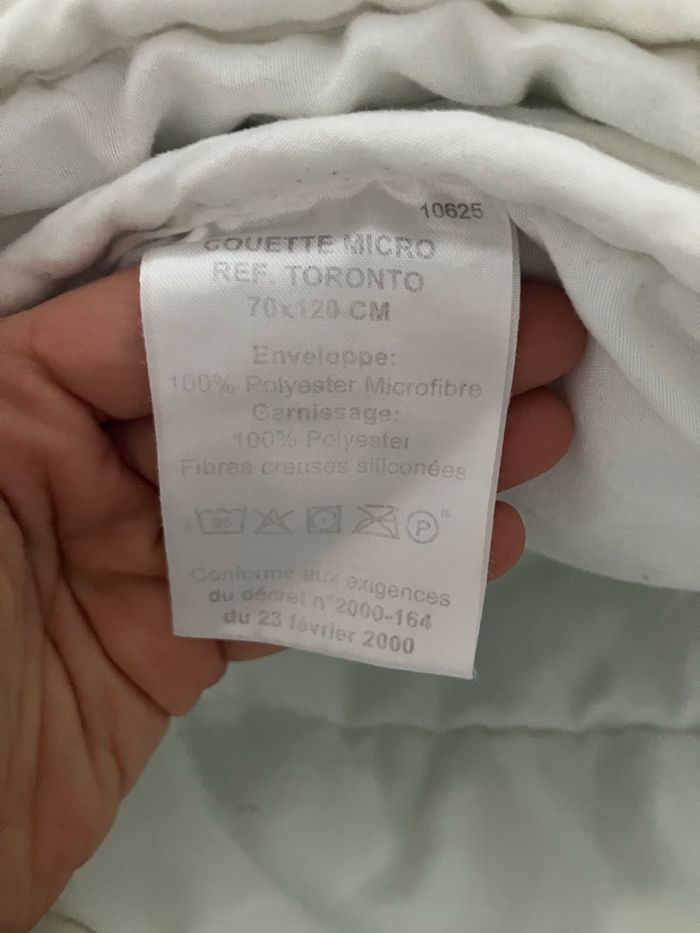 10625
COUETTE MICRO
REF. TORONTO
70x120 CM
Enveloppe:
100% Polyester Microfibre
Garnissage:
100% Polyester
Fibres creuses siliconées
P
Conforme aux exigences
du décret n°2000-164
du 23 février 2000